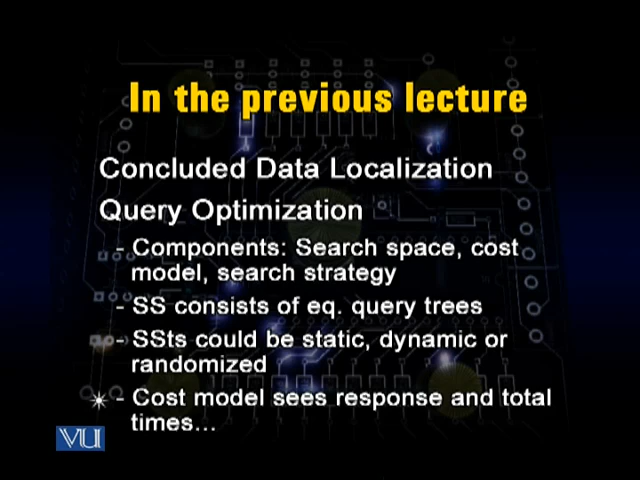 In the previous lecture
Concluded Data Localization
Query Optimization
- Components: Search space, cost
model, search strategy
- SS consists of eq. query trees
- SSts could be static, dynamic or
randomized
- Cost model sees response and total
times...
VU